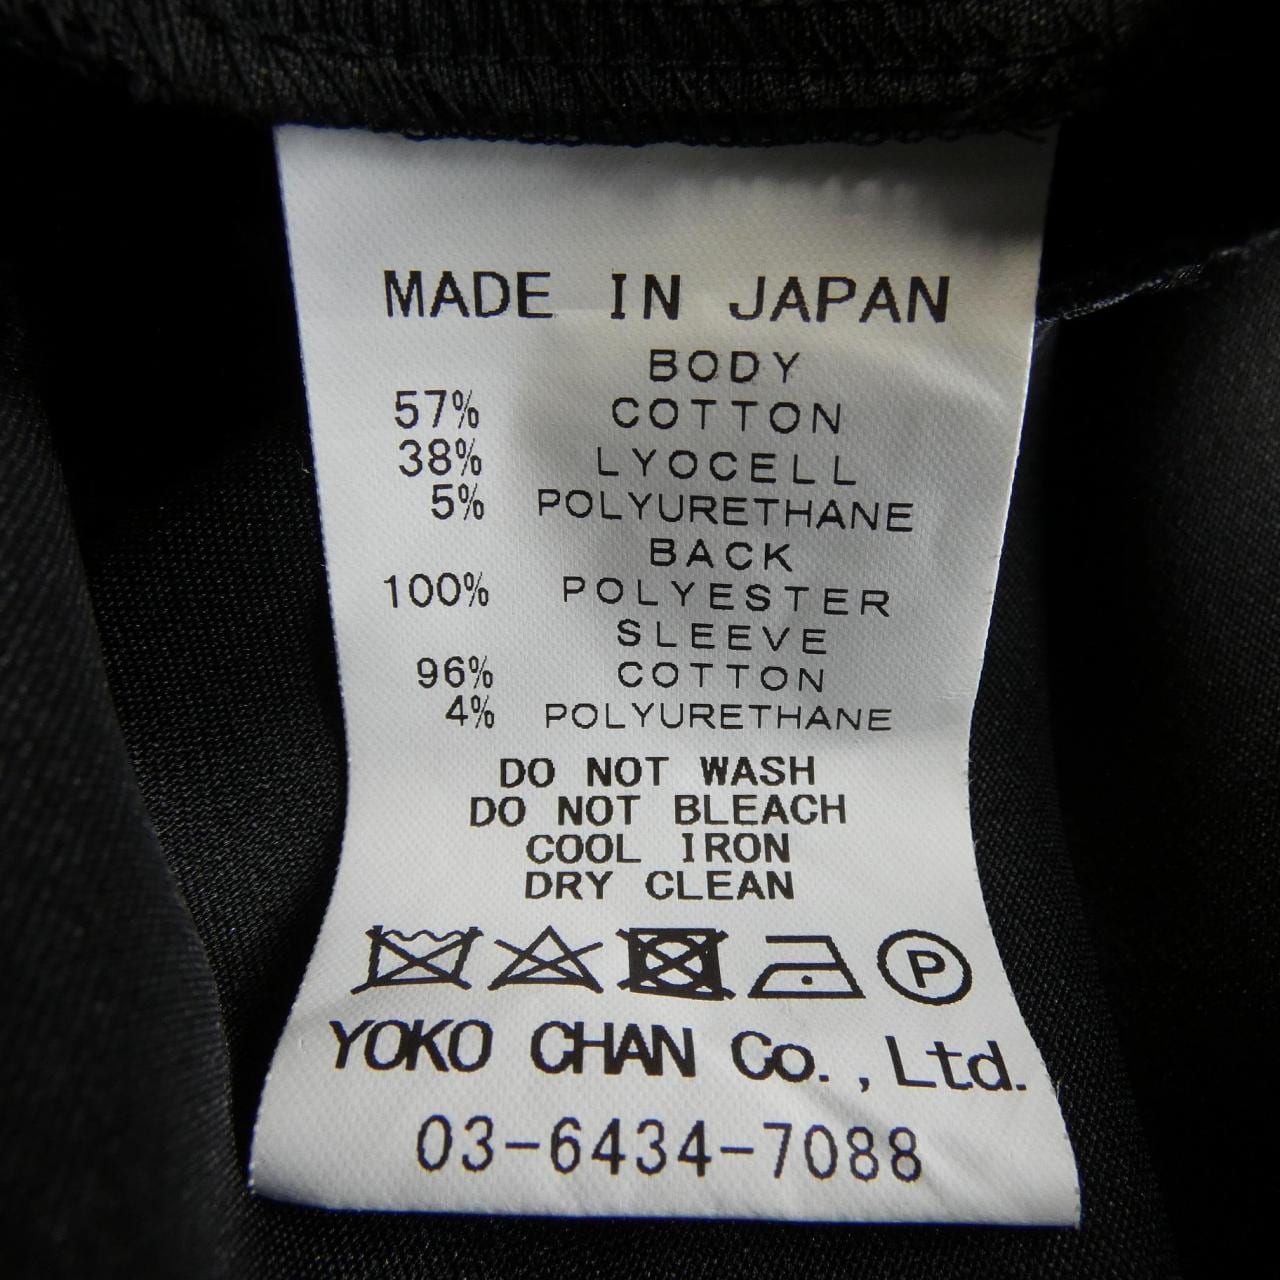 MADE IN JAPAN
BODY
57% COTTON
38% LYOCELL
5% POLYURETHANE
BACK
100% POLYESTER
SLEEVE
96% COTTON
4% POLYURETHANE
DO NOT WASH
DO NOT BLEACH
COOL IRON
DRY CLEAN
P
YOKO CHAN Co., Ltd.
03-6434-7088